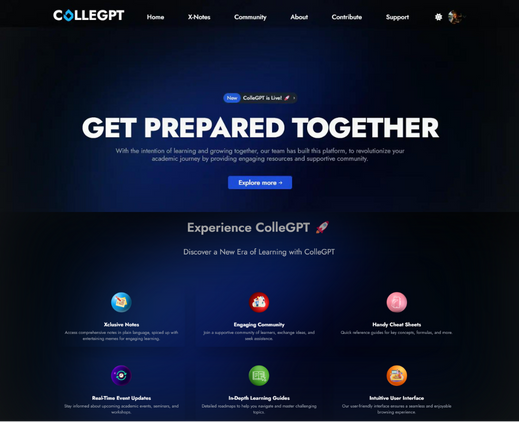 COLLEGPT
Home
X-Notes
Community
About
Contribute
Support
New
ColleGPT is Live! 🚀
GET PREPARED TOGETHER
With the intention of learning and growing together, our team has built this platform, to revolutionize your
academic journey by providing engaging resources and supportive community.
Explore more →
Experience ColleGPT 🚀
Discover a New Era of Learning with ColleGPT
Xclusive Notes
Access comprehensive notes in plain language, spiced up with
entertaining memes for engaging learning.
Engaging Community
Join a supportive community of learners, exchange ideas, and
seek assistance.
Handy Cheat Sheets
Quick reference guides for key concepts, formulas, and more.
Real-Time Event Updates
Stay informed about upcoming academic events, seminars, and
workshops.
In-Depth Learning Guides
Detailed roadmaps to help you navigate and master challenging
topics.
Intuitive User Interface
Our user-friendly interface ensures a seamless and enjoyable
browsing experience.